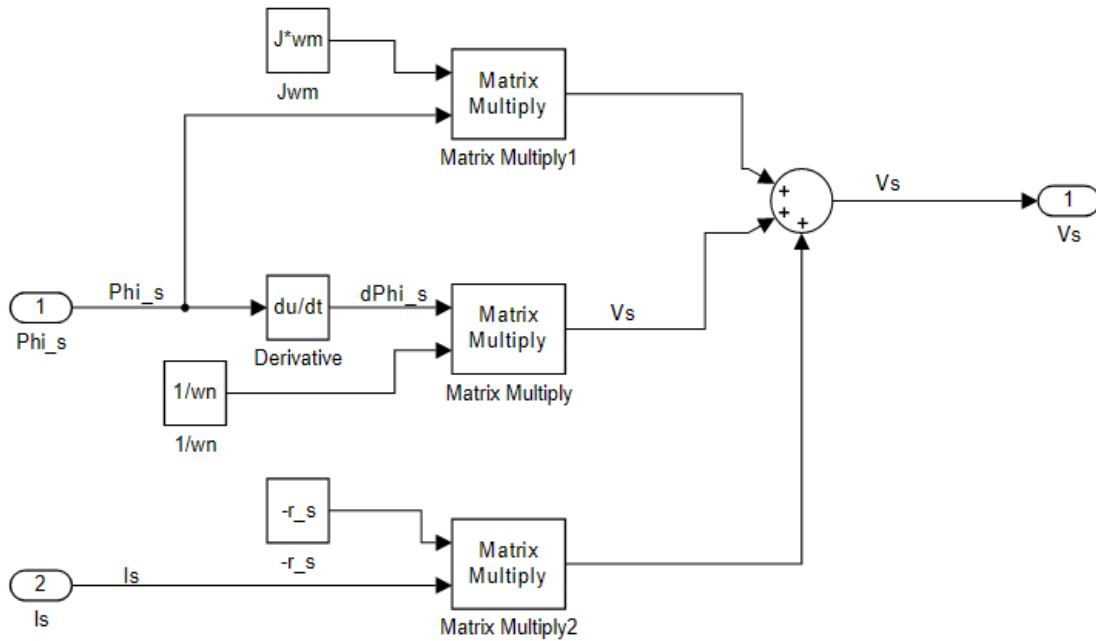 J*wm
Jwm
Matrix
Multiply
Matrix Multiply1
+
+
+
Vs
1
Vs
1
Phi_s
Phi_s
du/dt
Derivative
dPhi_s
Matrix
Multiply
Matrix Multiply
Vs
1/wn
1/wn
-r_s
-r_s
Matrix
Multiply
Matrix Multiply2
2
Is
Is